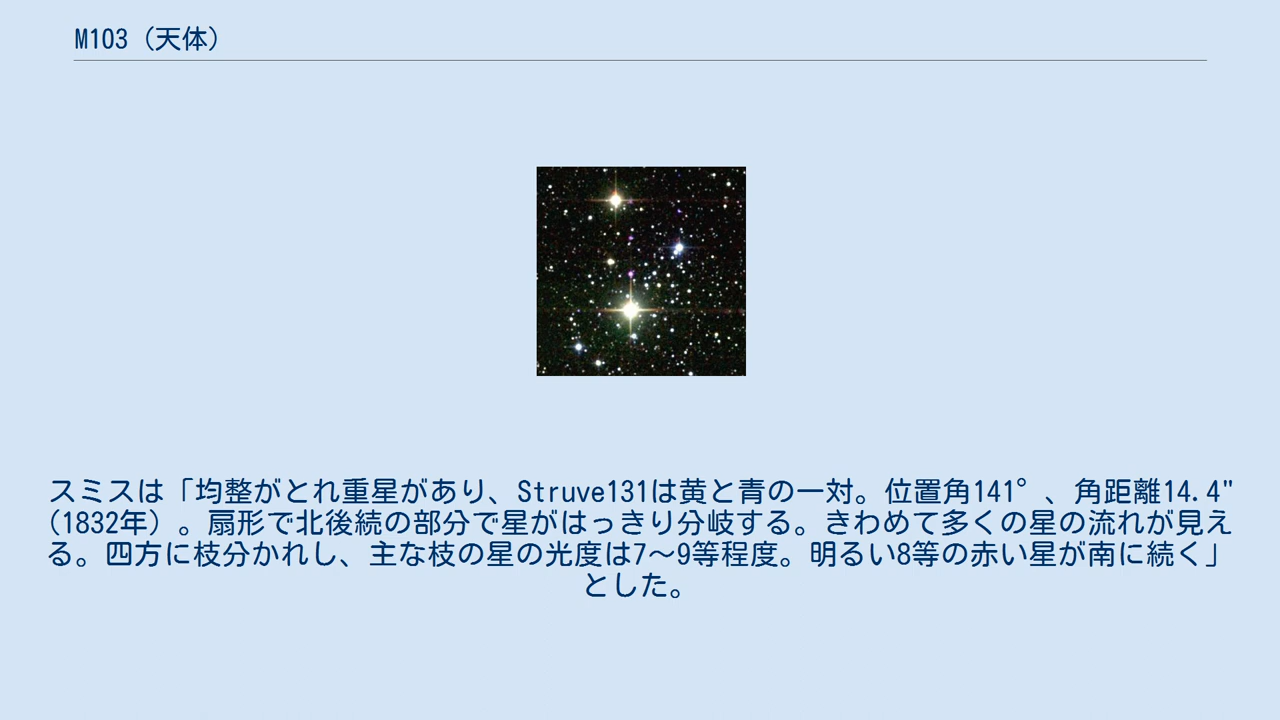 M103（天体）
スミスは「均整がとれ重星があり、Struve131は黄と青の一対。位置角141°、角距離14.4"
(1832年）。扇形で北後続の部分で星がはっきり分岐する。きわめて多くの星の流れが見え
る。四方に枝分かれし、主な枝の星の光度は7～9等程度。明るい8等の赤い星が南に続く」
とした。